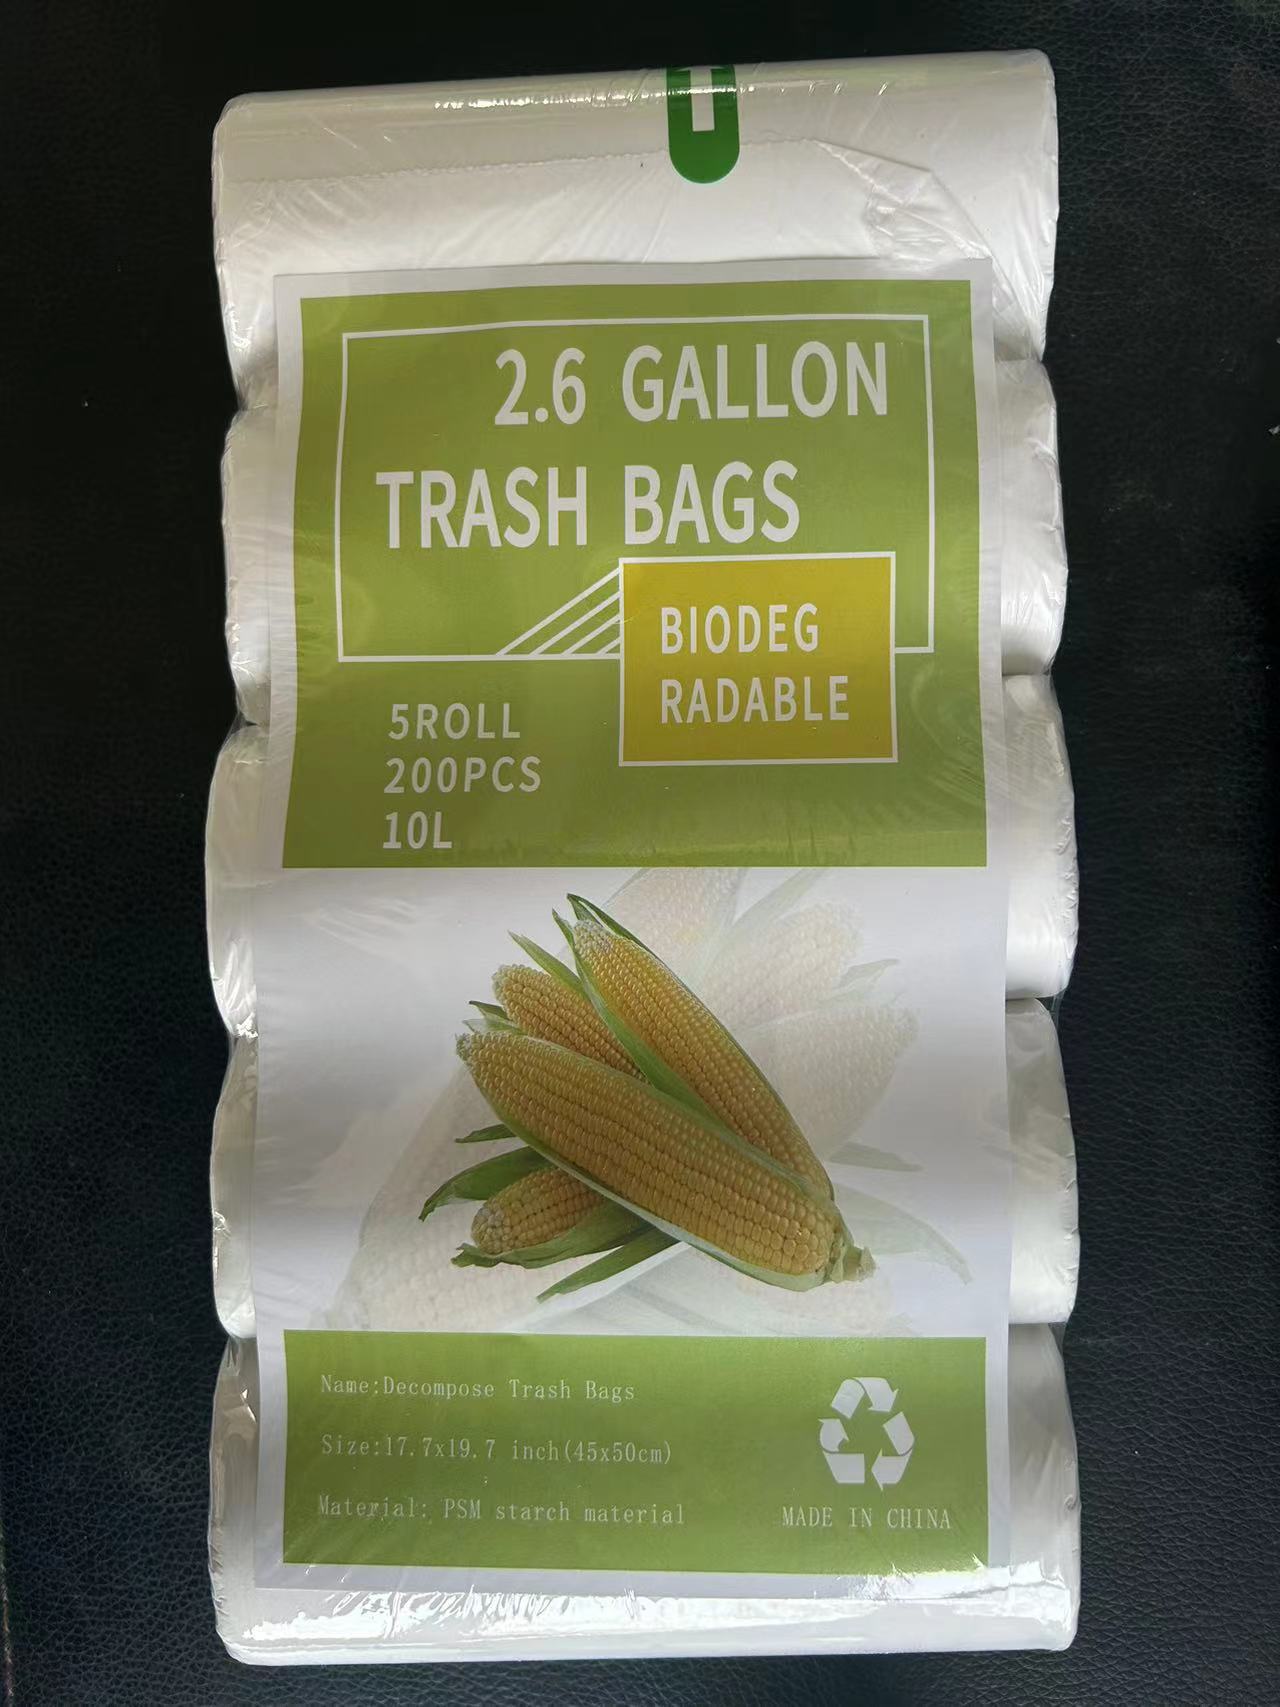 2.6 GALLON
TRASH BAGS
BIODEG
RADABLE
5ROLL
200PCS
10L
Name:Decompose Trash Bags
Size:17.7x19.7 inch(45x50cm)
Material: PSM starch material
MADE IN CHINA